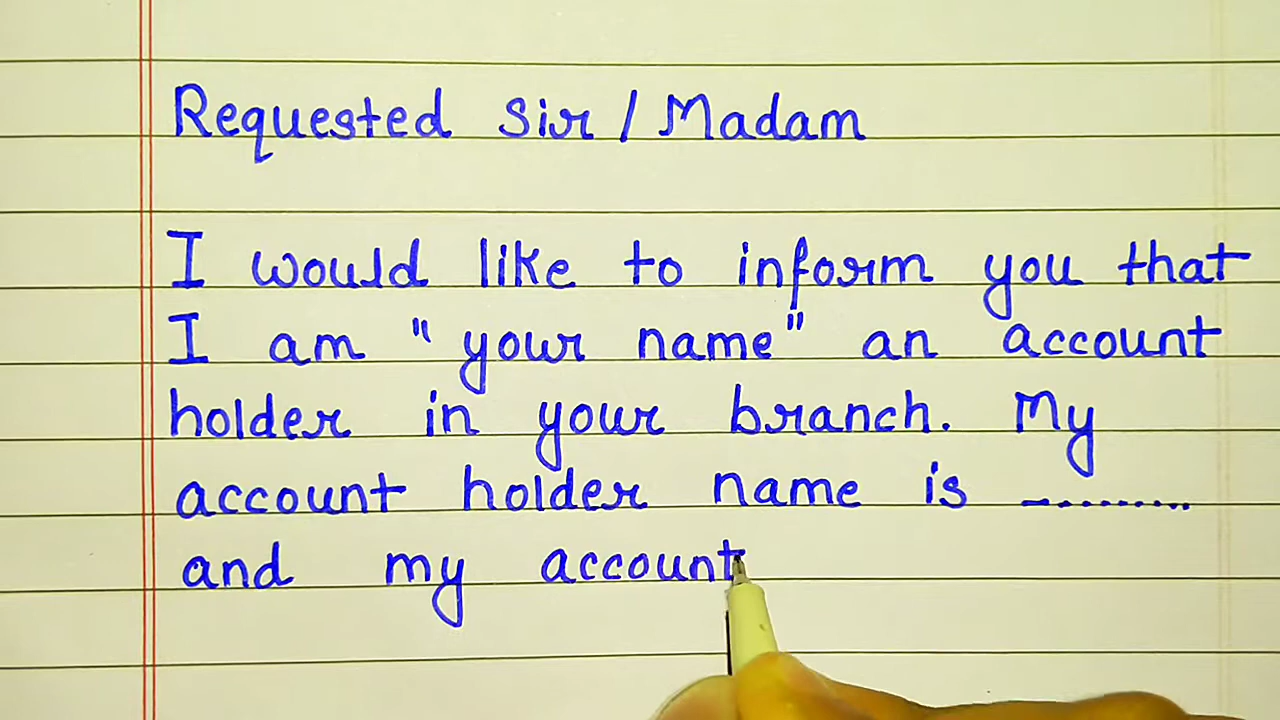 Requested Sir / Madam
I would like to inform you that
I am "your name" an account
holder in your branch. My
account holder name is ...........
and my account